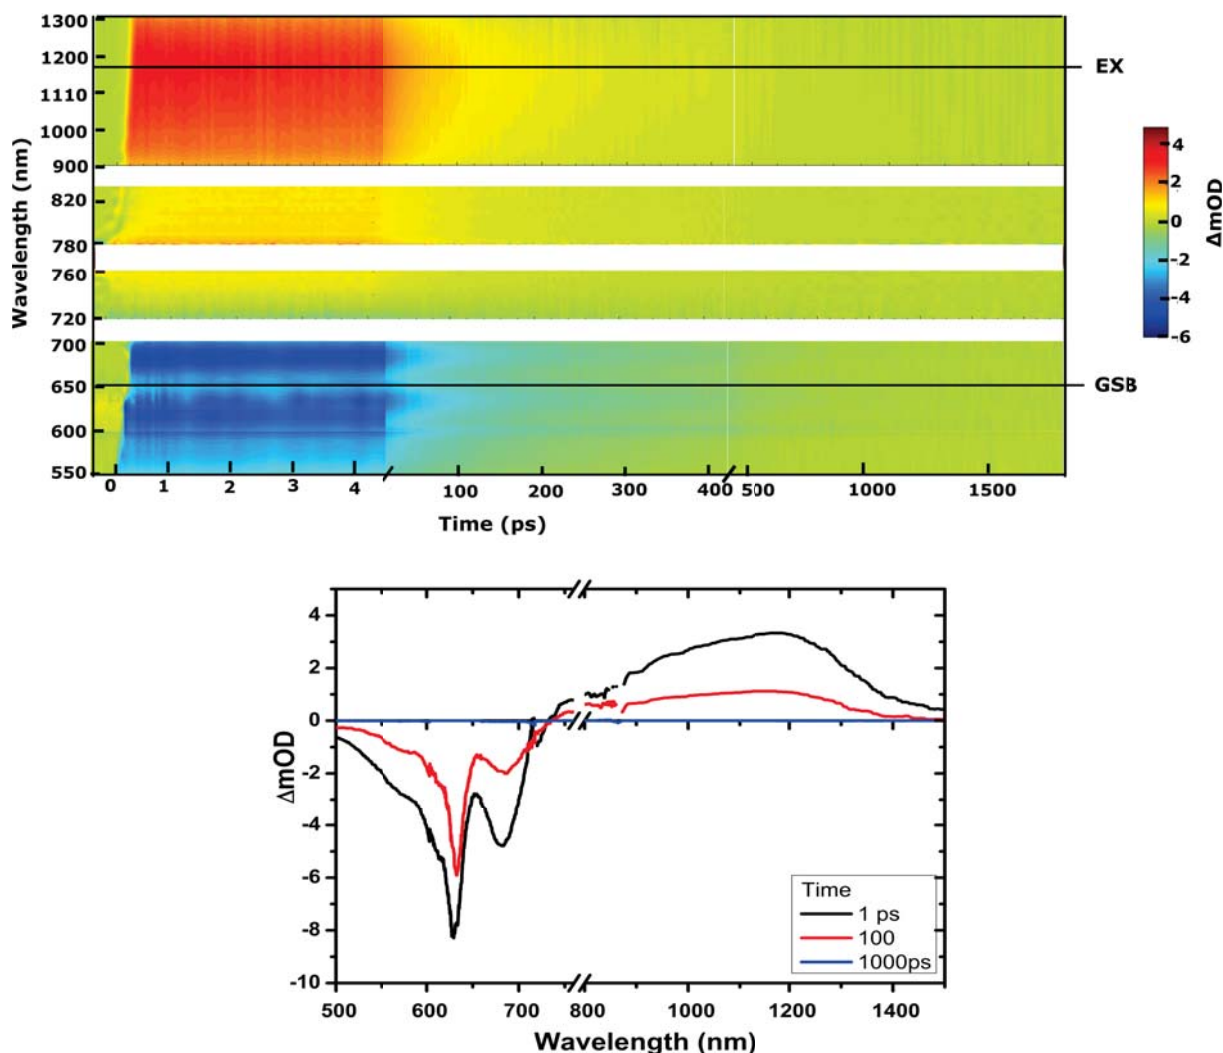 1300
1200
1110
1000
900
820
780
760
720
700
650
600
550
Wavelength (nm)
EX
GSB
4
2
0
-2
-4
-6
ΔmOD
0 1 2 3 4 100 200 300 400 500 1000 1500
Time (ps)
4
2
0
-2
-4
-6
-8
-10
ΔmOD
Time
1 ps
100
1000ps
500 600 700 800 1000 1200 1400
Wavelength (nm)